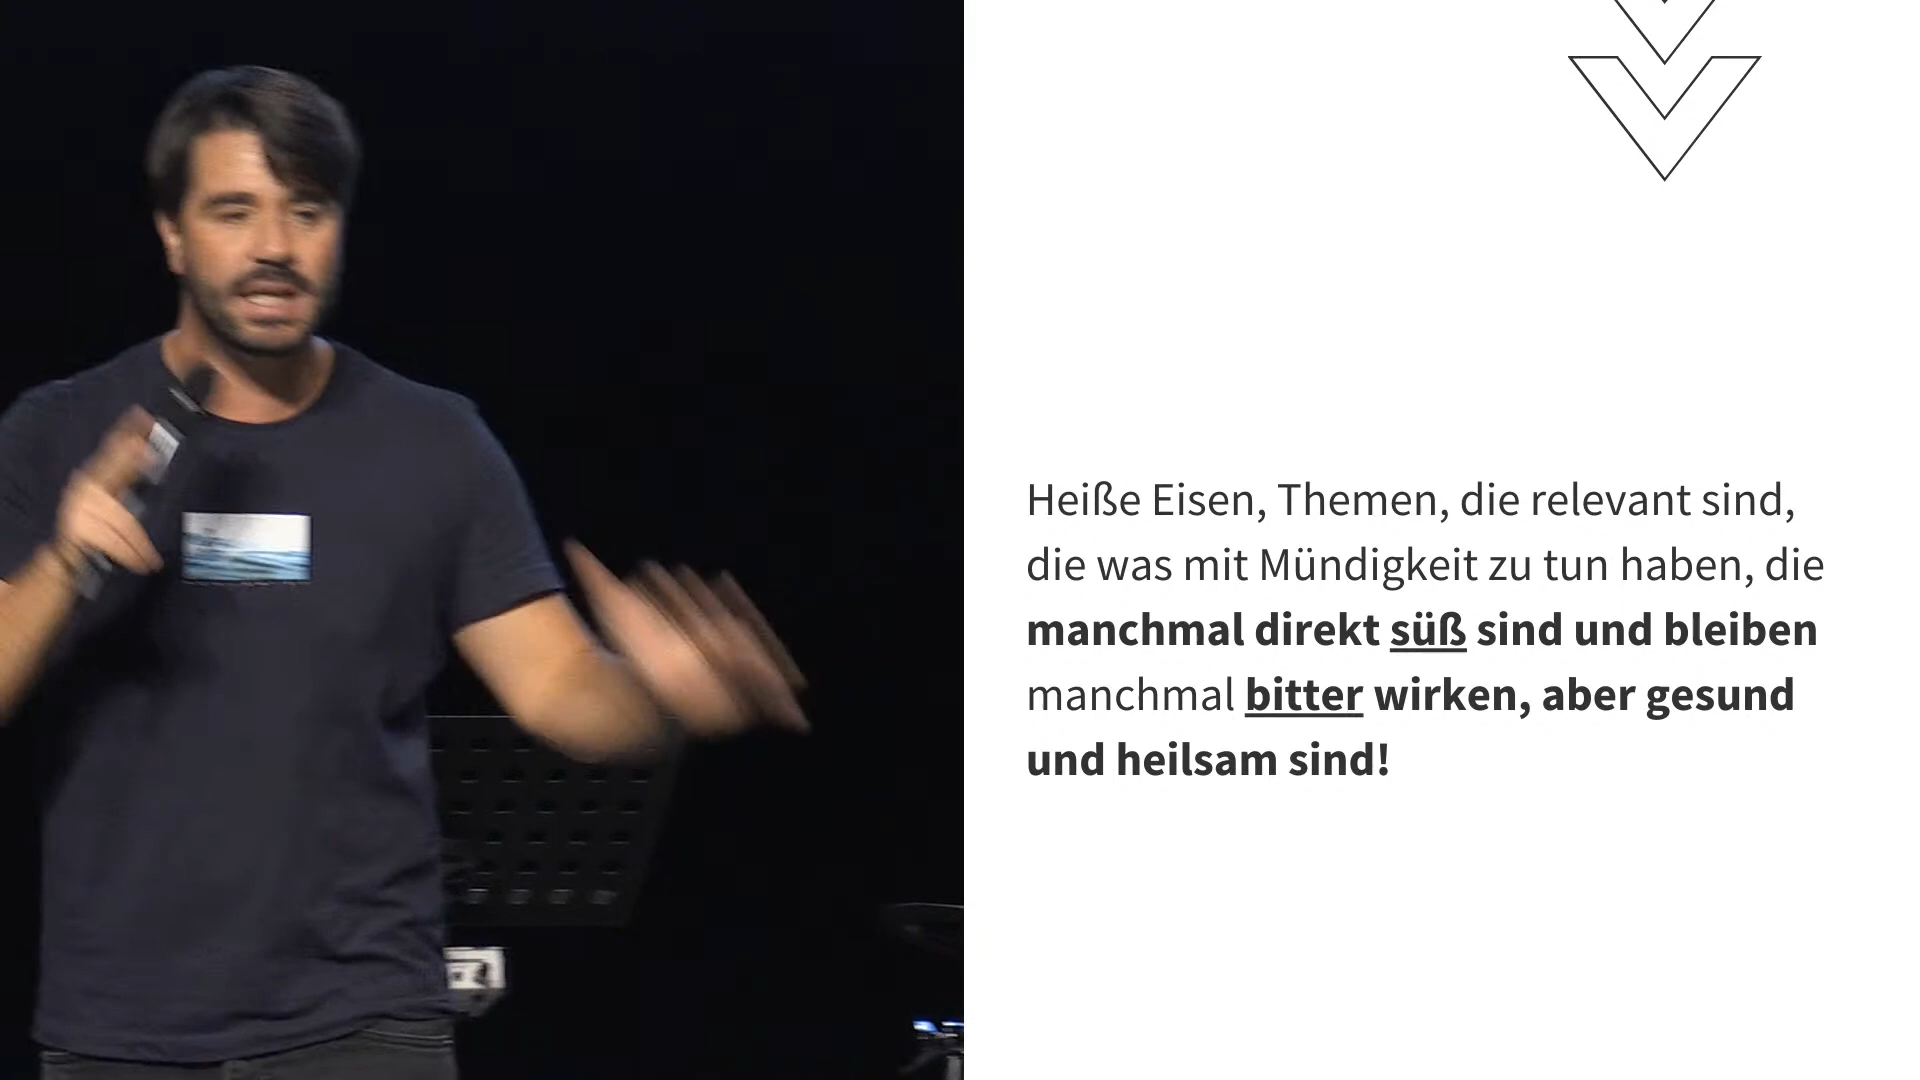 Heiße Eisen, Themen, die relevant sind,
die was mit Mündigkeit zu tun haben, die
manchmal direkt süß sind und bleiben
manchmal bitter wirken, aber gesund
und heilsam sind!